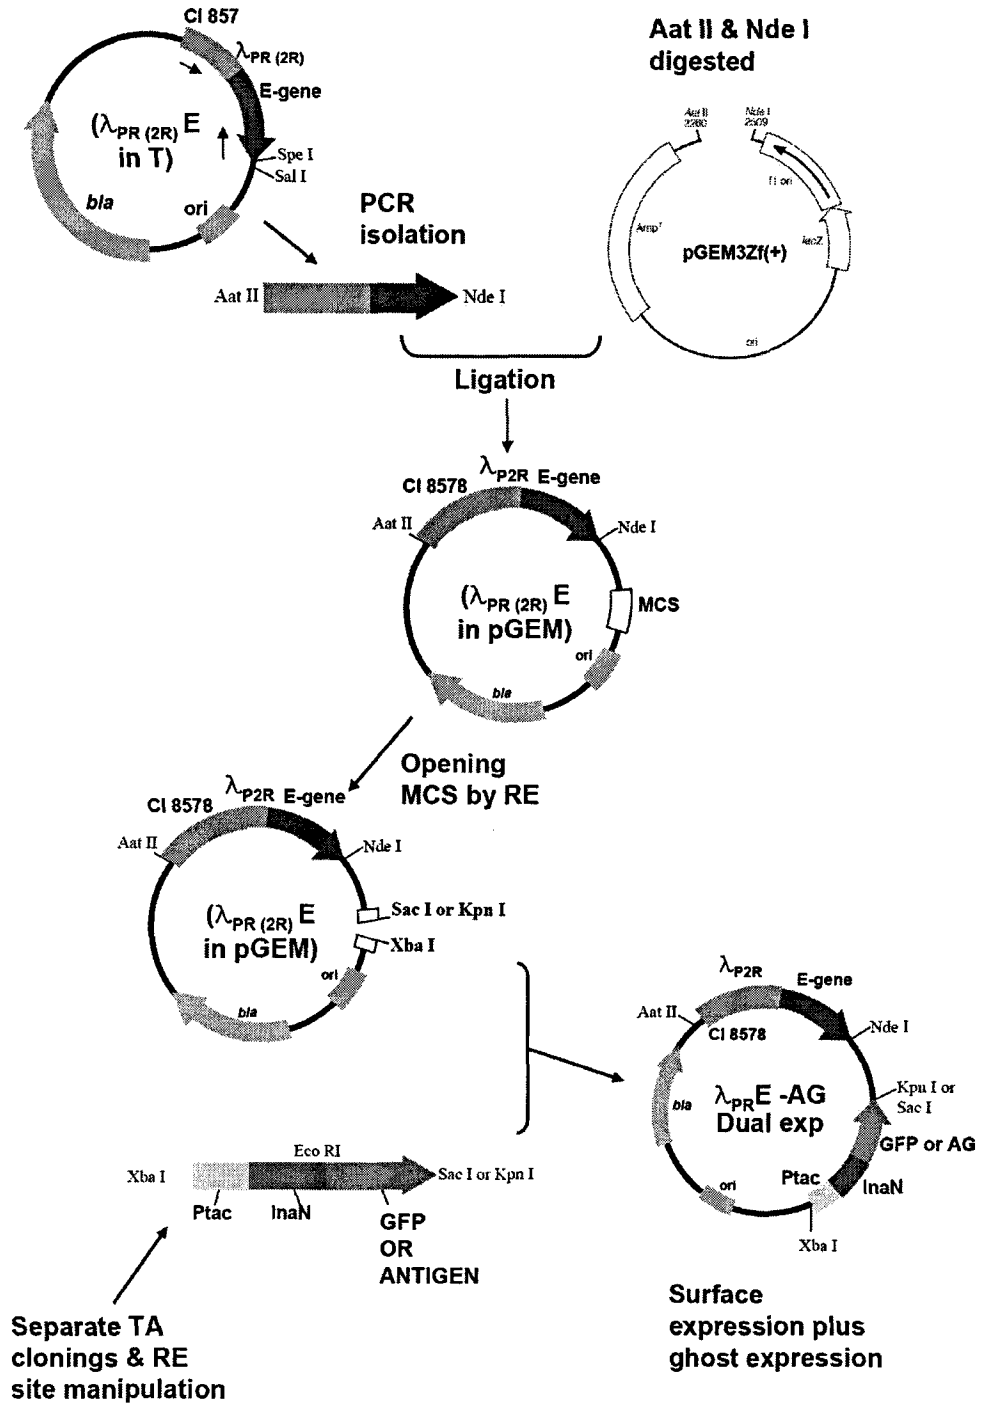 CI 857
λPR (2R)
E-gene
(λPR (2R) E
in T)
Spe I
Sal I
bla
ori
Aat II & Nde I
digested
Aat II
2260
Nde I
2509
f1 ori
Ampr
lacZ
pGEM3Zf(+)
ori
PCR
isolation
Aat II
Nde I
Ligation
λP2R
E-gene
CI 8578
Aat II
Nde I
(λPR (2R) E
in pGEM)
MCS
ori
bla
Opening
MCS by RE
λP2R
E-gene
CI 8578
Aat II
Nde I
(λPR (2R) E
in pGEM)
Sac I or Kpn I
Xba I
ori
bla
λP2R
E-gene
Aat II
CI 8578
Nde I
bla
λPRE -AG
Dual exp
Kpn I or
Sac I
GFP or AG
Ptac
InaN
ori
Xba I
Eco RI
Xba I
Sac I or Kpn I
Ptac
InaN
GFP
OR
ANTIGEN
Separate TA
clonings & RE
site manipulation
Surface
expression plus
ghost expression